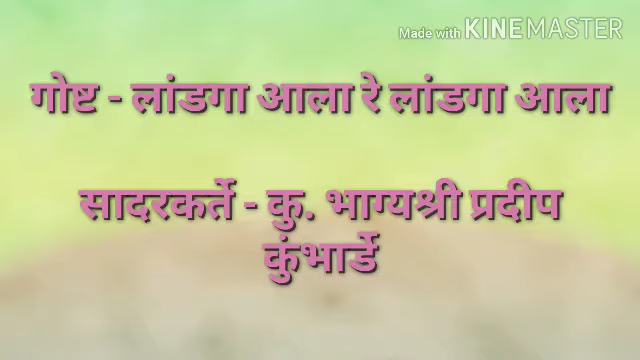 Made with KINEMASTER
गोष्ट - लांडगा आला रे लांडगा आला
सादरकर्ते - कु. भाग्यश्री प्रदीप
कुंभार्डे